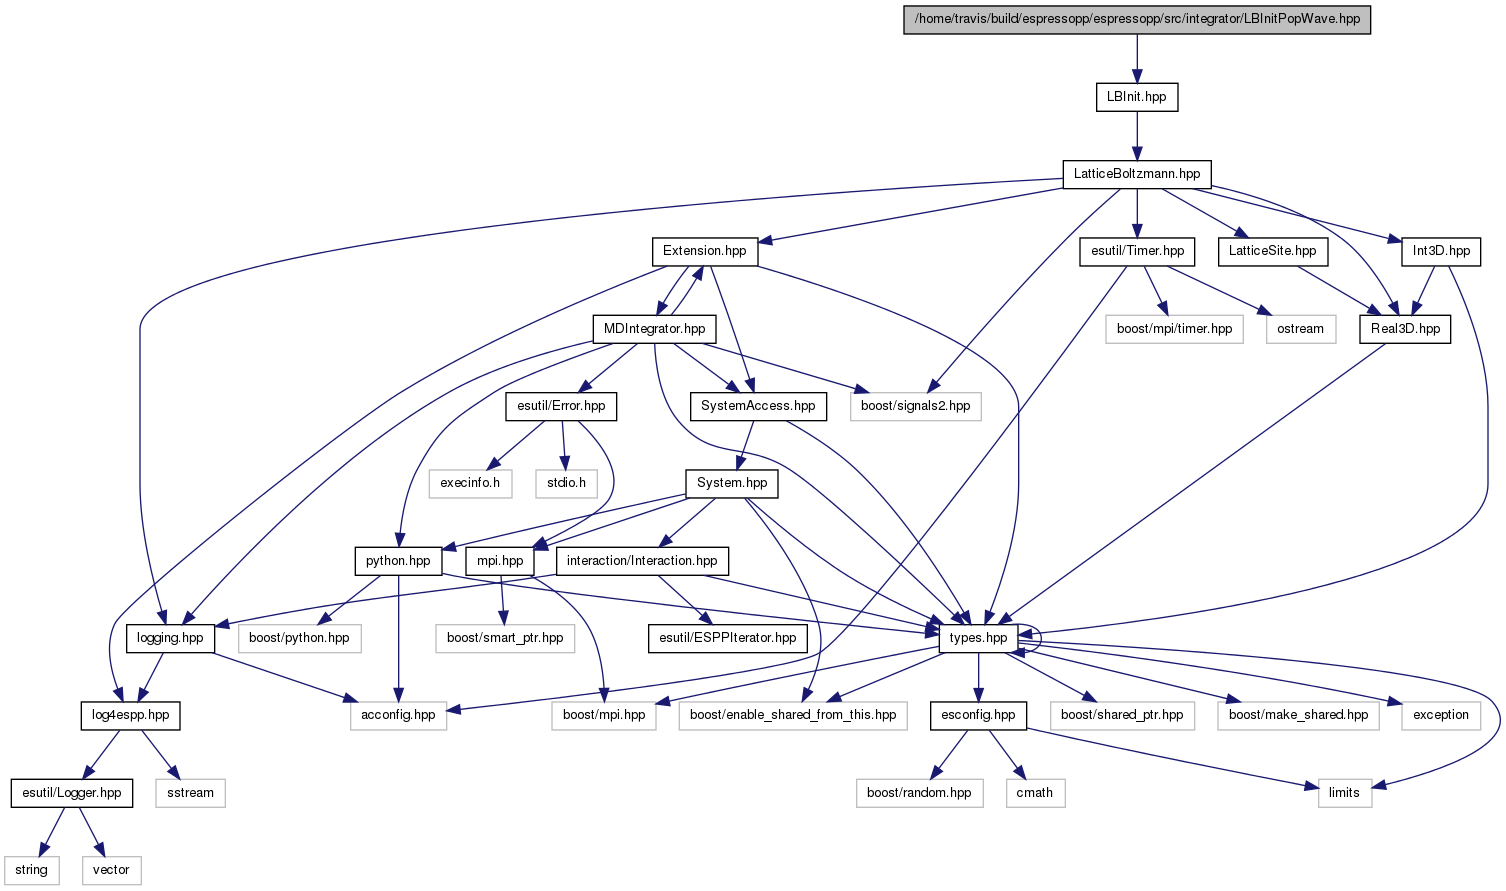 /home/travis/build/espressopp/espressopp/src/integrator/LBInitPopWave.hpp
LBInit.hpp
LatticeBoltzmann.hpp
Extension.hpp
esutil/Timer.hpp
LatticeSite.hpp
Int3D.hpp
MDIntegrator.hpp
boost/mpi/timer.hpp
ostream
Real3D.hpp
esutil/Error.hpp
SystemAccess.hpp
boost/signals2.hpp
execinfo.h
stdio.h
System.hpp
python.hpp
mpi.hpp
interaction/Interaction.hpp
logging.hpp
boost/python.hpp
boost/smart_ptr.hpp
esutil/ESPPIterator.hpp
types.hpp
log4espp.hpp
acconfig.hpp
boost/mpi.hpp
boost/enable_shared_from_this.hpp
esconfig.hpp
boost/shared_ptr.hpp
boost/make_shared.hpp
exception
esutil/Logger.hpp
sstream
boost/random.hpp
cmath
limits
string
vector